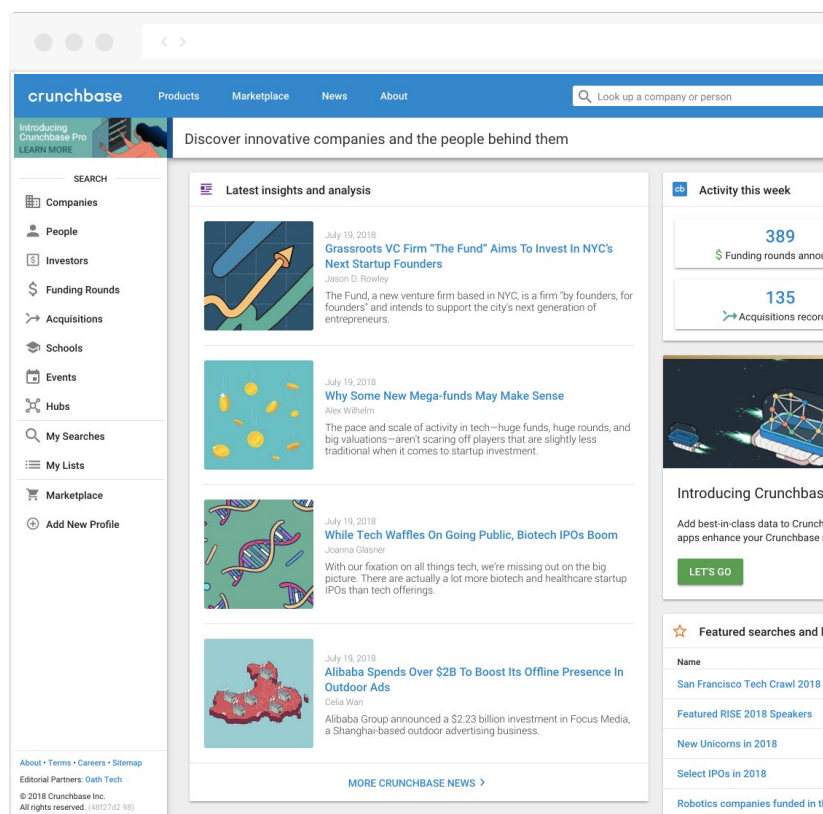 crunchbase
Products
Marketplace
News
About
Look up a company or person
Introducing
Crunchbase Pro
LEARN MORE
Discover innovative companies and the people behind them
SEARCH
Companies
People
Investors
Funding Rounds
Acquisitions
Schools
Events
Hubs
My Searches
My Lists
Marketplace
Add New Profile
About • Terms • Careers • Sitemap
Editorial Partners: Oath Tech
© 2018 Crunchbase Inc.
All rights reserved. (48f27d2 98)
Latest insights and analysis
July 19, 2018
Grassroots VC Firm "The Fund" Aims To Invest In NYC's
Next Startup Founders
Jason D. Rowley
The Fund, a new venture firm based in NYC, is a firm "by founders, for
founders" and intends to support the city's next generation of
entrepreneurs.
July 19, 2018
Why Some New Mega-funds May Make Sense
Alex Wilhelm
The pace and scale of activity in tech—huge funds, huge rounds, and
big valuations—aren't scaring off players that are slightly less
traditional when it comes to startup investment.
July 19, 2018
While Tech Waffles On Going Public, Biotech IPOs Boom
Joanna Glasner
With our fixation on all things tech, we're missing out on the big
picture. There are actually a lot more biotech and healthcare startup
IPOs than tech offerings.
July 19, 2018
Alibaba Spends Over $2B To Boost Its Offline Presence In
Outdoor Ads
Celia Wan
Alibaba Group announced a $2.23 billion investment in Focus Media,
a Shanghai-based outdoor advertising business.
MORE CRUNCHBASE NEWS >
cb
Activity this week
389
$ Funding rounds annou
135
Acquisitions recor
Introducing Crunchbas
Add best-in-class data to Crunch
apps enhance your Crunchbase
LET'S GO
Featured searches and l
Name
San Francisco Tech Crawl 2018
Featured RISE 2018 Speakers
New Unicorns in 2018
Select IPOs in 2018
Robotics companies funded in t